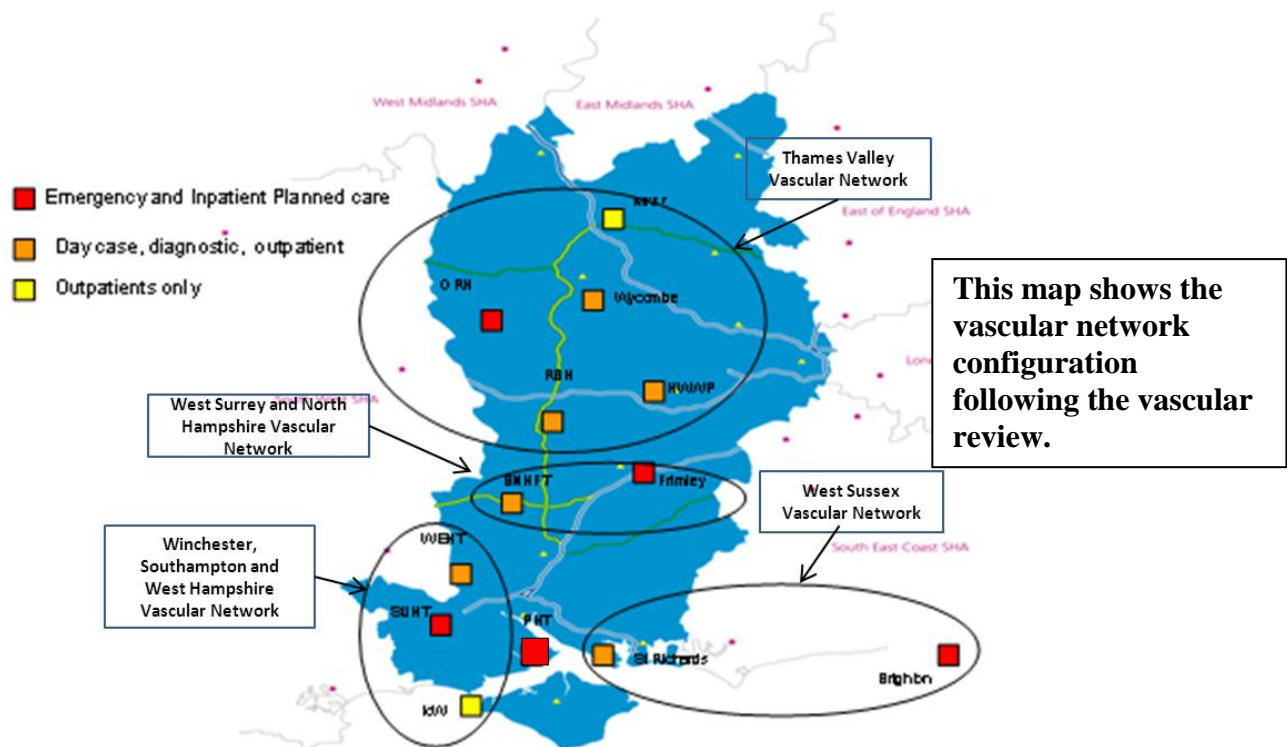 West Midlands SHA
East Midlands SHA
Thames Valley
Vascular Network
Emergency and Inpatient Planned care
Day case, diagnostic, outpatient
Outpatients only
East of England SHA
ORH
Wycombe
This map shows the
vascular network
configuration
following the vascular
review.
RBH
HWWP
West Surrey and North
Hampshire Vascular
Network
BNHFT
Frimley
West Sussex
Vascular Network
South East Coast SHA
Winchester,
Southampton and
West Hampshire
Vascular Network
WEHT
SUHT
PHT
St Richards
Brighton
IoW